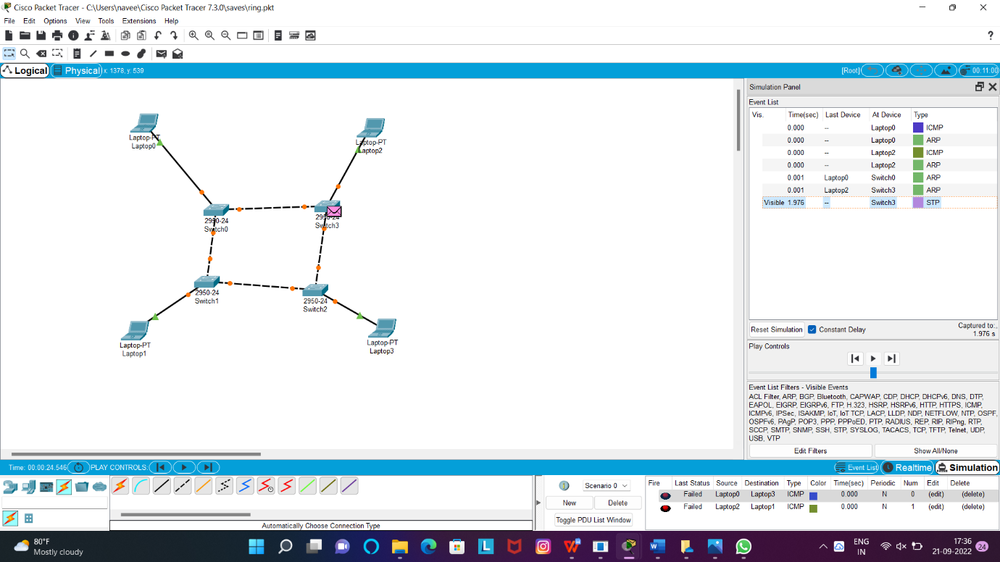 Cisco Packet Tracer - C:\Users\navee\Cisco Packet Tracer 7.3.0\saves\ring.pkt
File Edit Options View Tools Extensions Help
?
Logical Physical x: 1378, y: 539 [Root] 00:11:00
Simulation Panel
Event List
Vis. Time(sec) Last Device At Device Type
0.000 -- Laptop0 ICMP
0.000 -- Laptop0 ARP
0.000 -- Laptop2 ICMP
0.000 -- Laptop2 ARP
0.001 Laptop0 Switch0 ARP
0.001 Laptop2 Switch3 ARP
Visible 1.976 -- Switch3 STP
Laptop-PT
Laptop0
Laptop-PT
Laptop2
2950-24
Switch0
2950-24
Switch3
2950-24
Switch1
2950-24
Switch2
Laptop-PT
Laptop1
Laptop-PT
Laptop3
Reset Simulation Constant Delay Captured to:
1.976 s
Play Controls
Event List Filters - Visible Events
ACL Filter, ARP, BGP, Bluetooth, CAPWAP, CDP, DHCP, DHCPv6, DNS, DTP,
EAPOL, EIGRP, EIGRPv6, FTP, H.323, HSRP, HSRPv6, HTTP, HTTPS, ICMP,
ICMPv6, IPSec, ISAKMP, IoT, IoT TCP, LACP, LLDP, NDP, NETFLOW, NTP, OSPF,
OSPFv6, PAgP, POP3, PPP, PPPoED, PTP, RADIUS, REP, RIP, RIPng, RTP,
SCCP, SMTP, SNMP, SSH, STP, SYSLOG, TACACS, TCP, TFTP, Telnet, UDP,
USB, VTP
Edit Filters Show All/None
Time: 00:00:24.546 PLAY CONTROLS: Event List Realtime Simulation
Scenario 0
New Delete
Toggle PDU List Window
Fire Last Status Source Destination Type Color Time(sec) Periodic Num Edit Delete
Failed Laptop0 Laptop3 ICMP 0.000 N 0 (edit) (delete)
Failed Laptop2 Laptop1 ICMP 0.000 N 1 (edit) (delete)
Automatically Choose Connection Type
80°F
Mostly cloudy
L
W
ENG
IN
17:36
21-09-2022
24